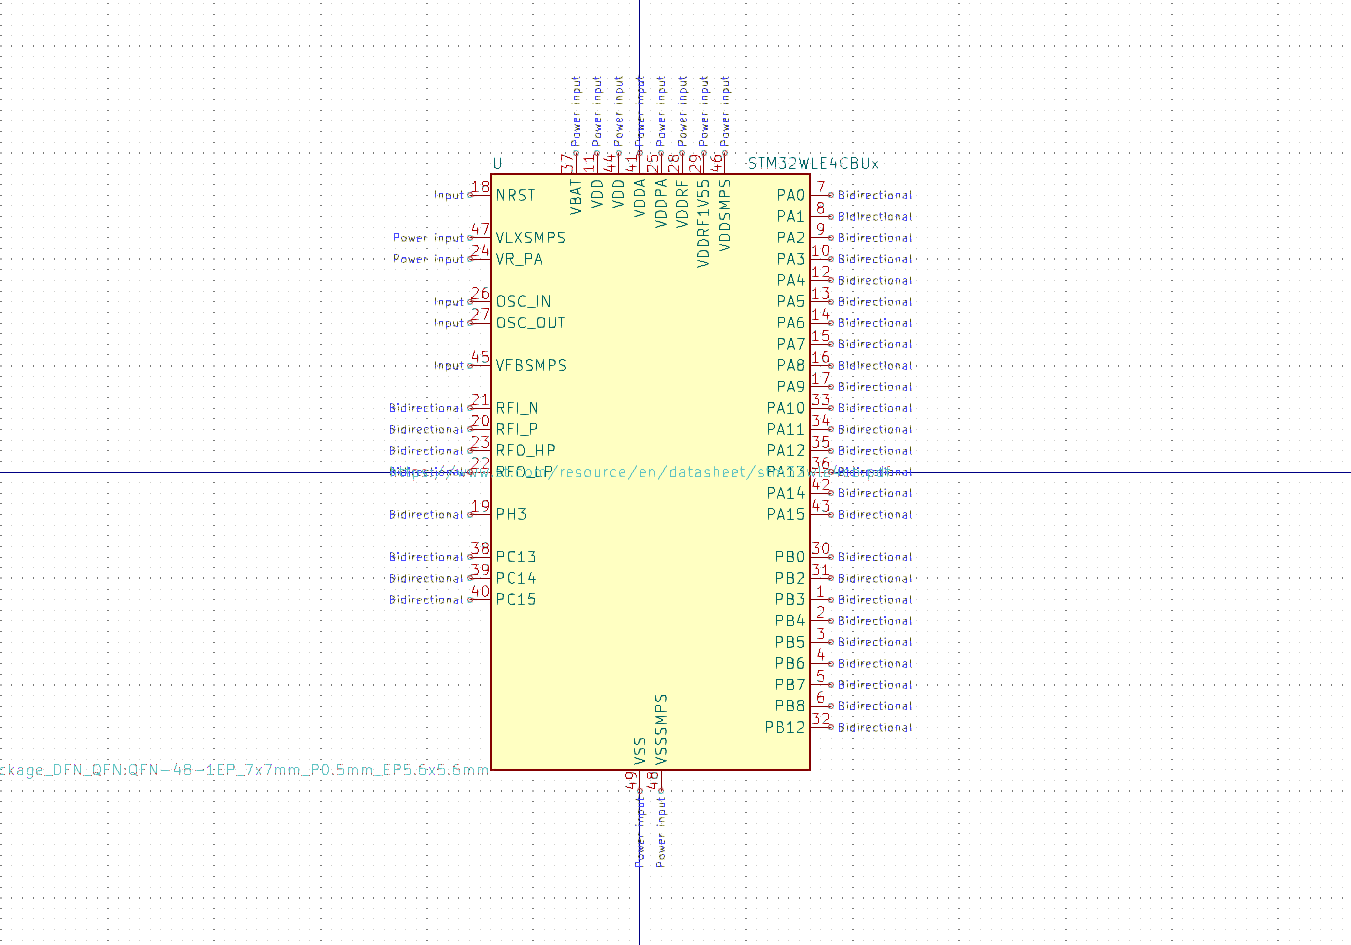 Power input
Power input
Power input
Power input
Power input
Power input
Power input
Power input
37
11
44
41
25
28
29
46
U
STM32WLE4CBUx
VBAT
VDD
VDD
VDDA
VDDPA
VDDRF
VDDRF1V55
VDDSMPS
Input 18 NRST
Power input 47 VLXSMPS
Power input 24 VR_PA
Input 26 OSC_IN
Input 27 OSC_OUT
Input 45 VFBSMPS
Bidirectional 21 RFI_N
Bidirectional 20 RFI_P
Bidirectional 23 RFO_HP
Bidirectional 22 RFO_LP
Bidirectional 19 PH3
Bidirectional 38 PC13
Bidirectional 39 PC14
Bidirectional 40 PC15
PA0 7 Bidirectional
PA1 8 Bidirectional
PA2 9 Bidirectional
PA3 10 Bidirectional
PA4 12 Bidirectional
PA5 13 Bidirectional
PA6 14 Bidirectional
PA7 15 Bidirectional
PA8 16 Bidirectional
PA9 17 Bidirectional
PA10 33 Bidirectional
PA11 34 Bidirectional
PA12 35 Bidirectional
PA13 36 Bidirectional
PA14 42 Bidirectional
PA15 43 Bidirectional
PB0 30 Bidirectional
PB2 31 Bidirectional
PB3 1 Bidirectional
PB4 2 Bidirectional
PB5 3 Bidirectional
PB6 4 Bidirectional
PB7 5 Bidirectional
PB8 6 Bidirectional
PB12 32 Bidirectional
.com/resource/en/datasheet/
VSS
VSSSMPS
ckage_DFN_QFN:QFN-48-1EP_7x7mm_P0.5mm_EP5.6x5.6mm
49
48
Power input
Power input